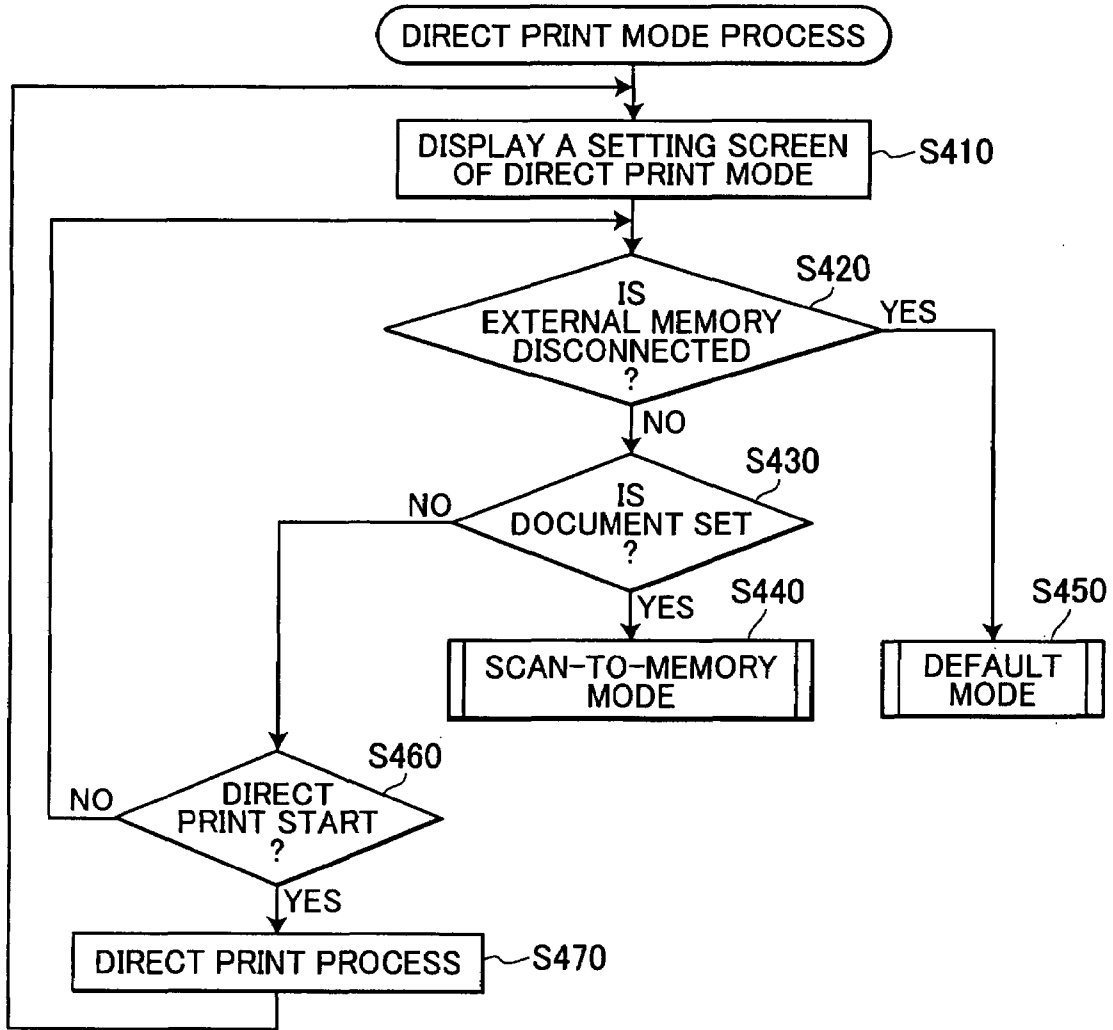 DIRECT PRINT MODE PROCESS
DISPLAY A SETTING SCREEN
OF DIRECT PRINT MODE
S410
S420
IS
EXTERNAL MEMORY
DISCONNECTED
?
YES
NO
S430
IS
DOCUMENT SET
?
NO
YES
S440
SCAN-TO-MEMORY
MODE
S450
DEFAULT
MODE
S460
DIRECT
PRINT START
?
NO
YES
DIRECT PRINT PROCESS
S470